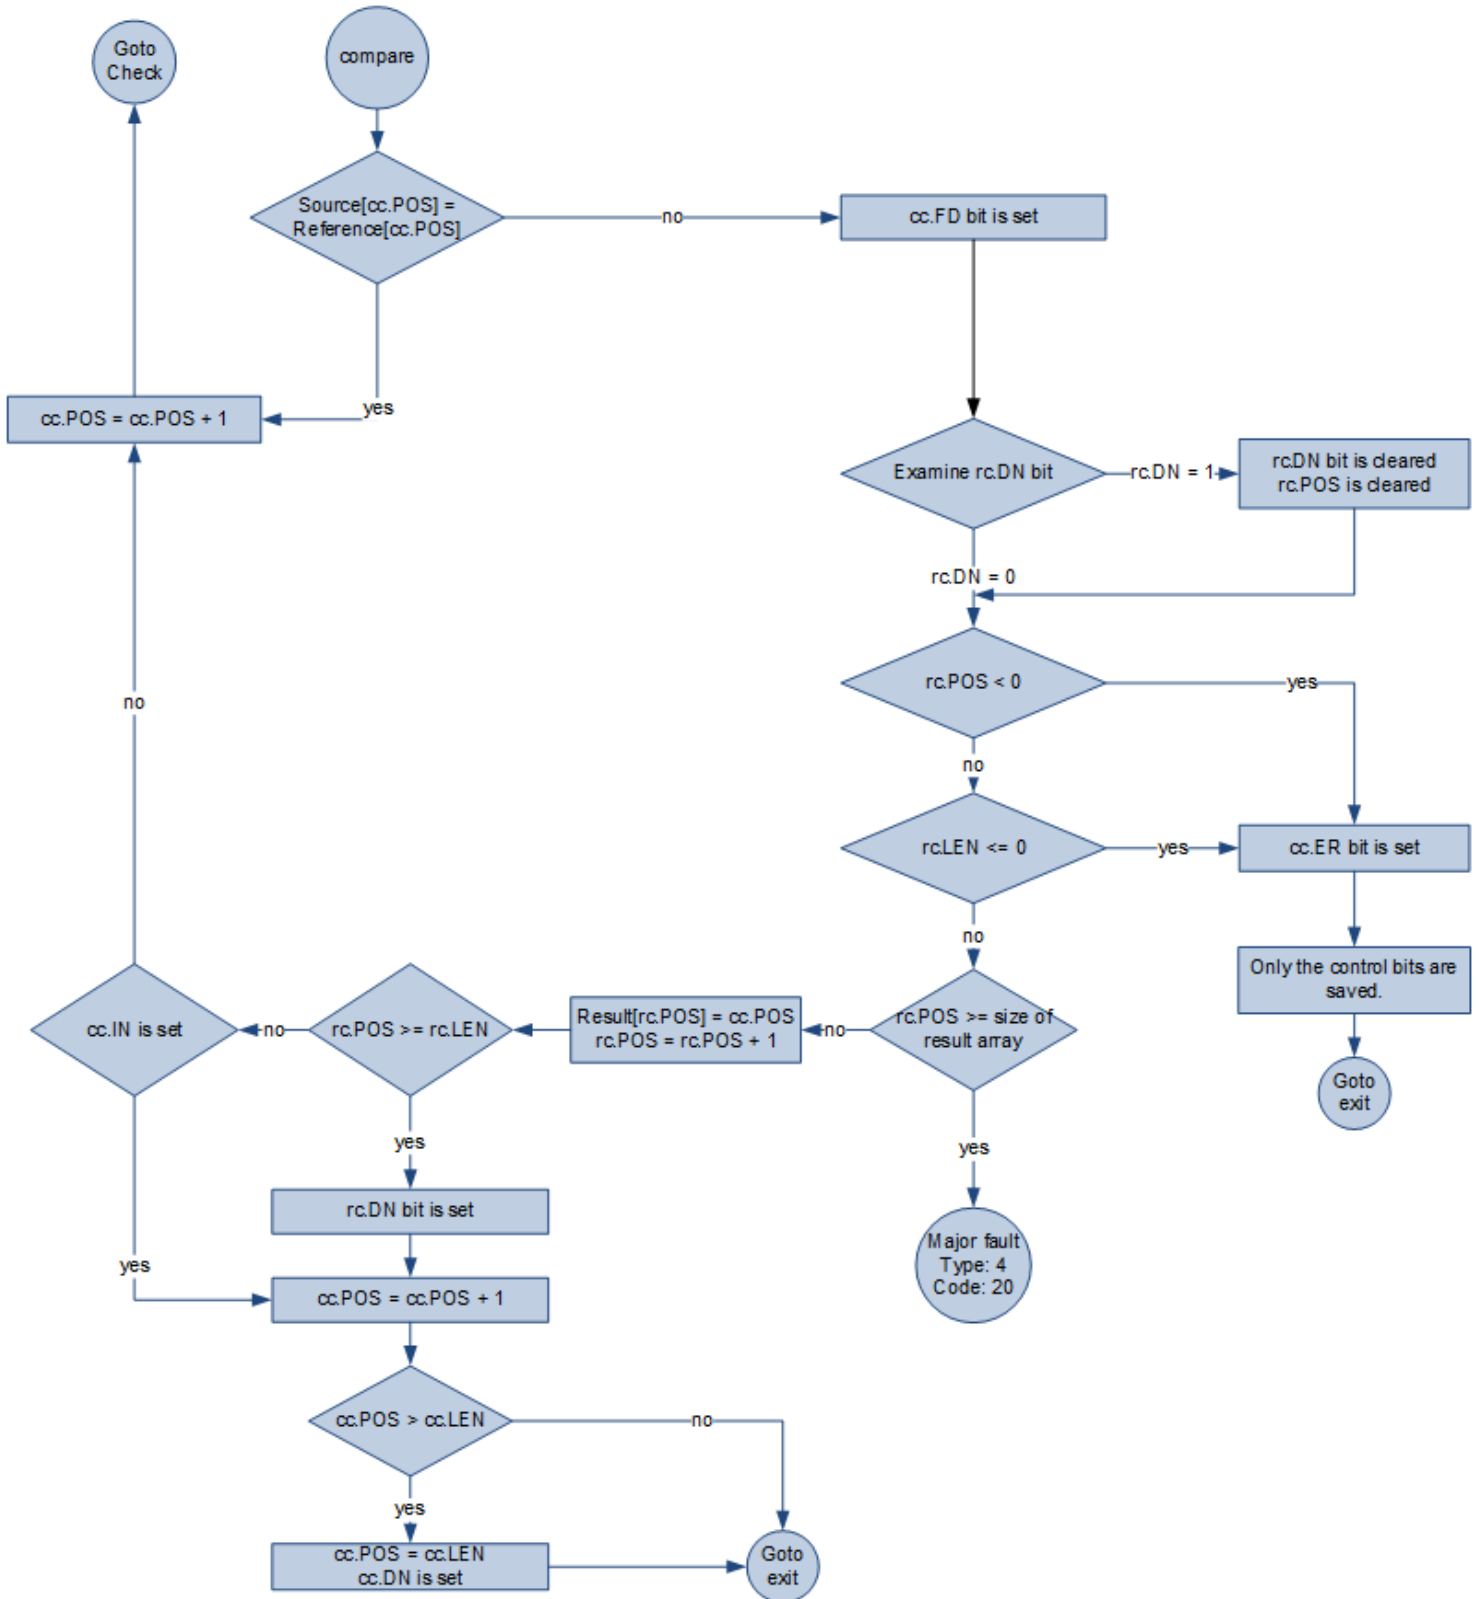 Goto
Check
compare
Source[cc.POS] =
Reference[cc.POS]
no
cc.FD bit is set
yes
cc.POS = cc.POS + 1
Examine rc.DN bit
rc.DN = 1
rc.DN bit is cleared
rc.POS is cleared
rc.DN = 0
rc.POS < 0
yes
no
no
rc.LEN <= 0
yes
cc.ER bit is set
no
Only the control bits are
saved.
cc.IN is set
no
rc.POS >= rc.LEN
Result[rc.POS] = cc.POS
rc.POS = rc.POS + 1
no
rc.POS >= size of
result array
Goto
exit
yes
yes
rc.DN bit is set
Major fault
Type: 4
Code: 20
yes
cc.POS = cc.POS + 1
cc.POS > cc.LEN
no
yes
cc.POS = cc.LEN
cc.DN is set
Goto
exit